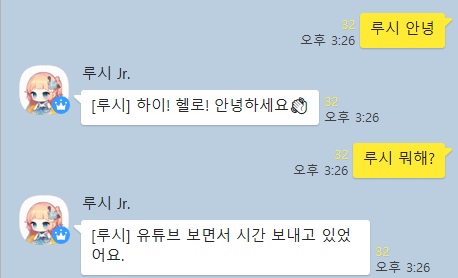 루시 안녕
32
오후 3:26
루시 Jr.
[루시] 하이! 헬로! 안녕하세요👏
32
오후 3:26
루시 뭐해?
32
오후 3:26
루시 Jr.
[루시] 유튜브 보면서 시간 보내고 있었
어요.
32
오후 3:26